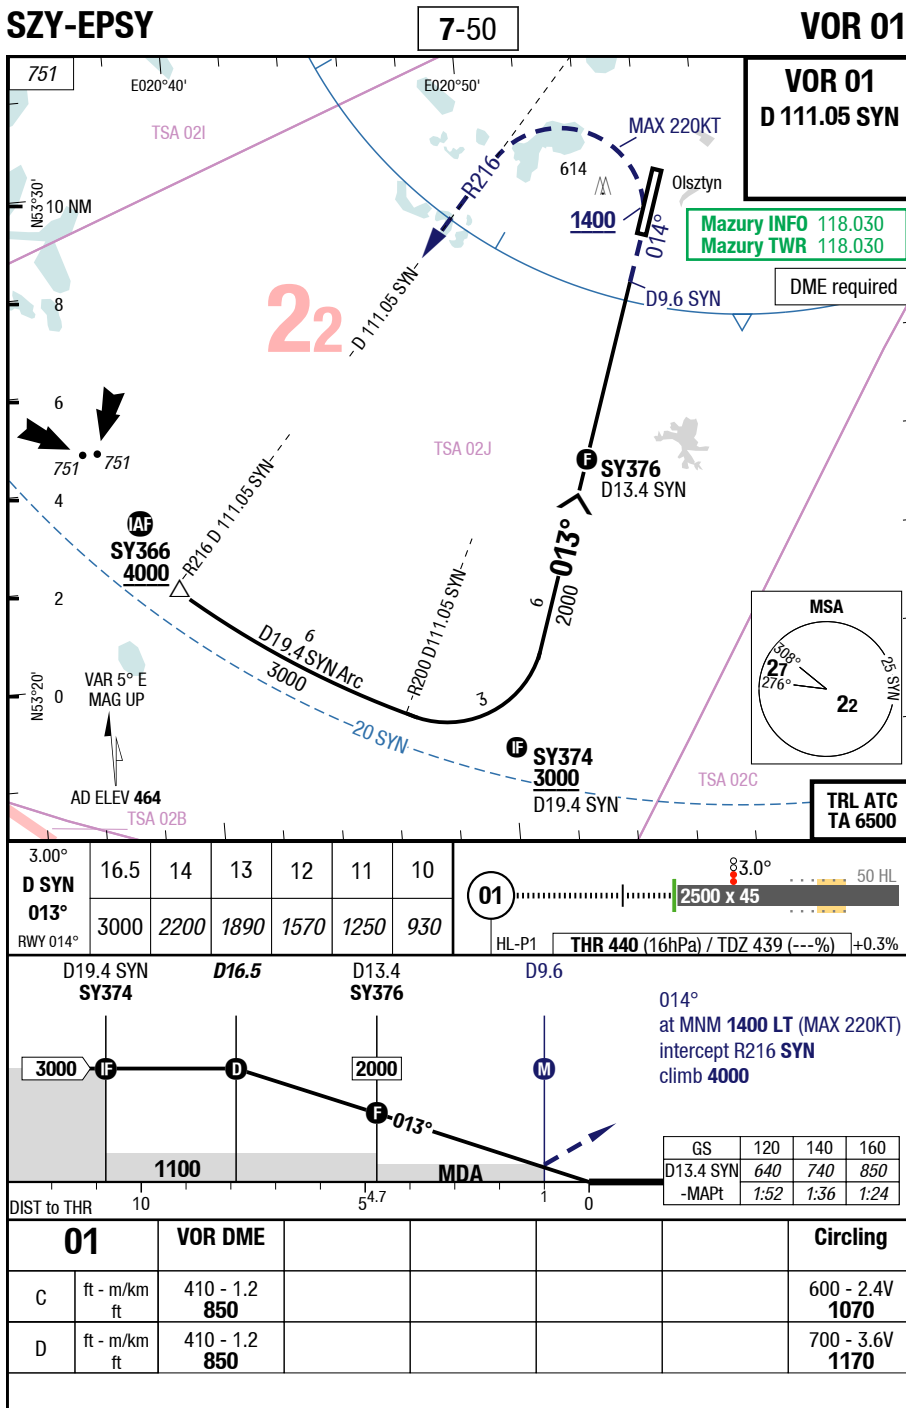 SZY-EPSY
7-50
VOR 01
751
E020°40'
E020°50'
VOR 01
D 111.05 SYN
TSA 02I
MAX 220KT
R216
614
Olsztyn
N53°30'
10 NM
1400
014°
Mazury INFO 118.030
Mazury TWR 118.030
DME required
D 111.05 SYN
D9.6 SYN
22
8
6
TSA 02J
751
751
SY376
D13.4 SYN
F
4
IAF
SY366
4000
R216 D 111.05 SYN
013°
6
2000
2
R200 D111.05 SYN
6
D19.4 SYN Arc
3000
3
MSA
308°
27
276°
22
25 SYN
VAR 5° E
MAG UP
N53°20'
0
20 SYN
IF
SY374
3000
D19.4 SYN
TSA 02C
AD ELEV 464
TSA 02B
TRL ATC
TA 6500
3.00°
D SYN 16.5 14 13 12 11 10
013°
RWY 014° 3000 2200 1890 1570 1250 930
3.0°
50 HL
01
2500 x 45
HL-P1
THR 440 (16hPa) / TDZ 439 (---%)
+0.3%
D19.4 SYN
SY374
D16.5
D13.4
SY376
D9.6
014°
at MNM 1400 LT (MAX 220KT)
intercept R216 SYN
climb 4000
3000
IF
D
2000
M
F
013°
1100
MDA
GS 120 140 160
D13.4 SYN 640 740 850
-MAPt 1:52 1:36 1:24
DIST to THR
10
5
4.7
1
0
01 VOR DME Circling
C ft - m/km 410 - 1.2 600 - 2.4V
ft 850 1070
D ft - m/km 410 - 1.2 700 - 3.6V
ft 850 1170